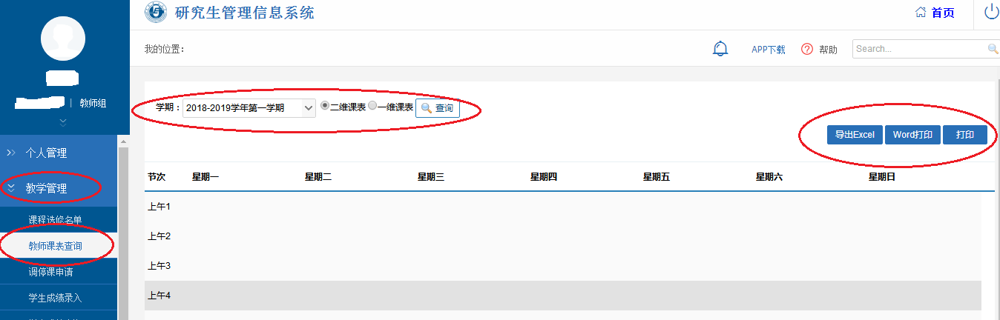 研究生管理信息系统
首页
教师组
我的位置：
APP下载
帮助
Search...
学期：
2018-2019学年第一学期
二维课表
一维课表
查询
导出Excel
Word打印
打印
个人管理
教学管理
课程选修名单
教师课表查询
调停课申请
学生成绩录入
节次 星期一 星期二 星期三 星期四 星期五 星期六 星期日
上午1
上午2
上午3
上午4